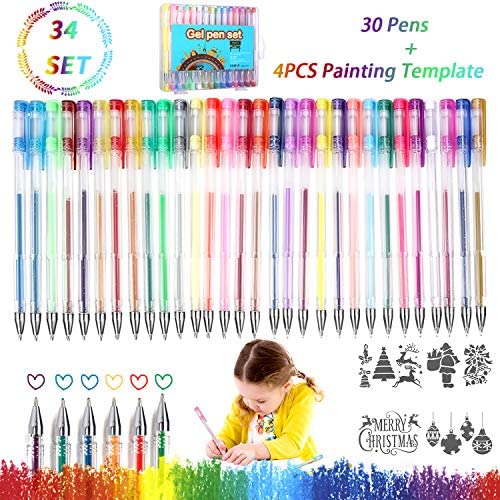 34
SET
Gel pen set
30 Pens
+
4PCS Painting Template
MERRY
CHRISTMAS